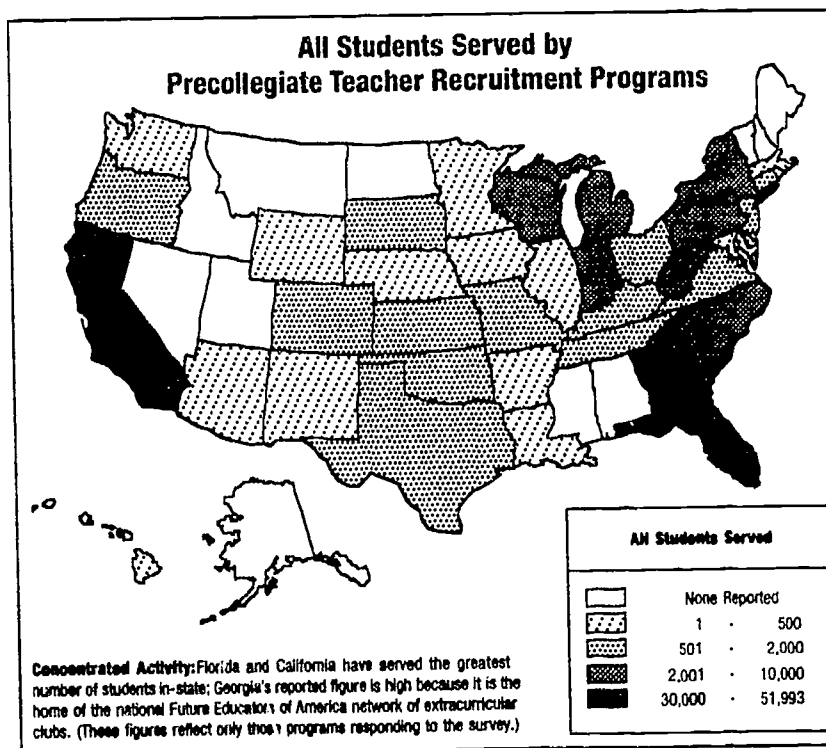 All Students Served by
Precollegiate Teacher Recruitment Programs
All Students Served
None Reported
1 - 500
501 - 2,000
2,001 - 10,000
30,000 - 51,993
Concentrated Activity: Florida and California have served the greatest
number of students in-state; Georgia's reported figure is high because it is the
home of the national Future Educators of America network of extracurricular
clubs. (These figures reflect only those programs responding to the survey.)